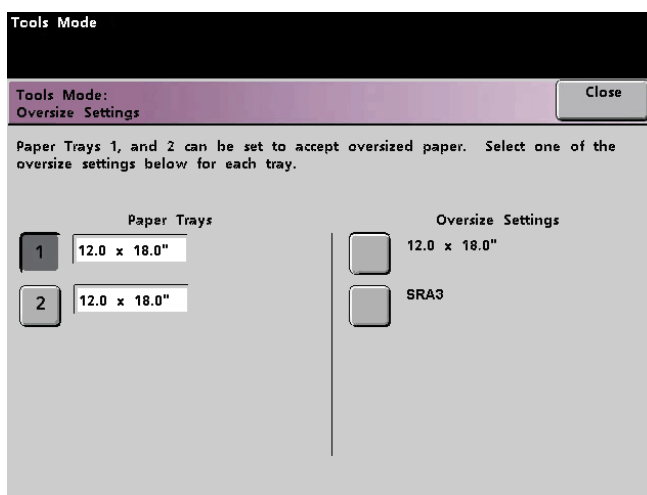 Tools Mode
Tools Mode:
Oversize Settings
Close
Paper Trays 1, and 2 can be set to accept oversized paper. Select one of the
oversize settings below for each tray.
Paper Trays
1
12.0 x 18.0"
2
12.0 x 18.0"
Oversize Settings
12.0 x 18.0"
SRA3